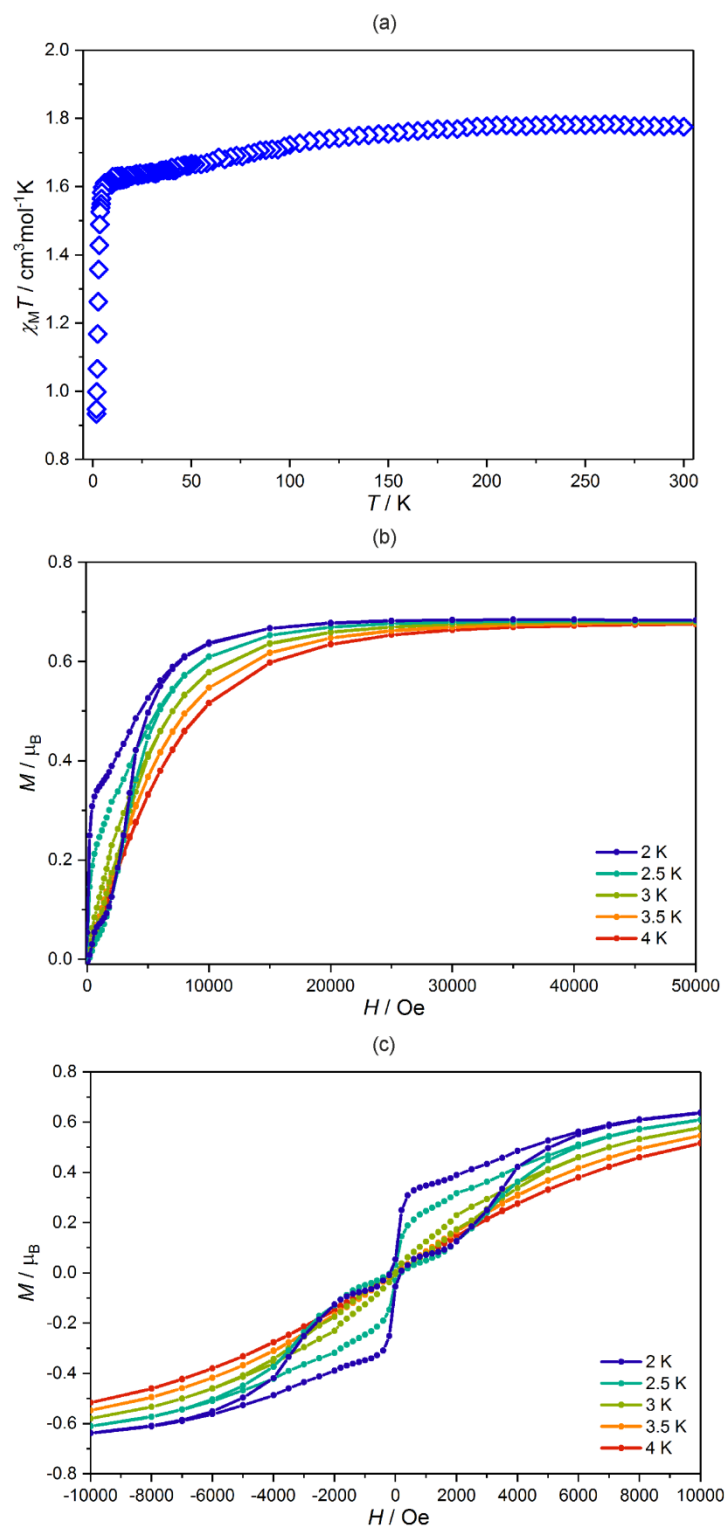 (a)
2.0
1.8
1.6
1.4
1.2
1.0
0.8
χMT / cm³mol⁻¹K
0 50 100 150 200 250 300
T / K
(b)
0.8
0.6
0.4
0.2
0.0
M / μB
2 K
2.5 K
3 K
3.5 K
4 K
0 10000 20000 30000 40000 50000
H / Oe
(c)
0.8
0.6
0.4
0.2
0.0
-0.2
-0.4
-0.6
-0.8
M / μB
2 K
2.5 K
3 K
3.5 K
4 K
-10000 -8000 -6000 -4000 -2000 0 2000 4000 6000 8000 10000
H / Oe